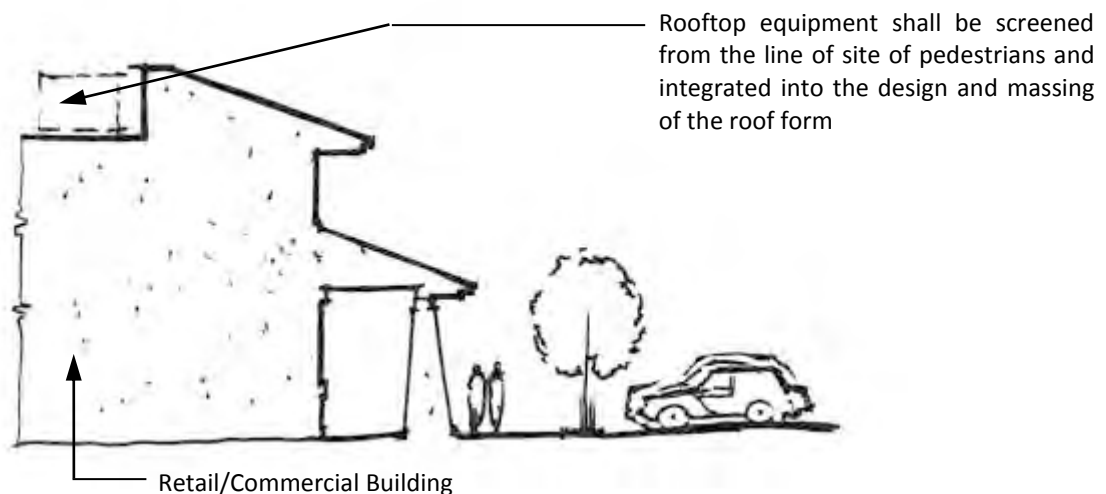 Rooftop equipment shall be screened
from the line of site of pedestrians and
integrated into the design and massing
of the roof form
Retail/Commercial Building